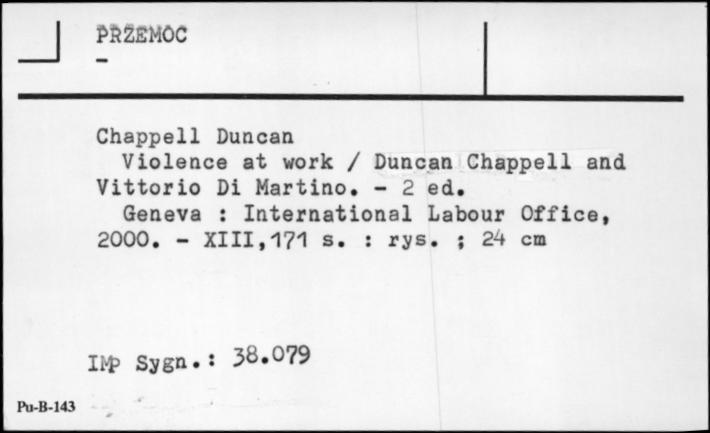 PRZEMOC
Chappell Duncan
Violence at work / Duncan Chappell and
Vittorio Di Martino. - 2 ed.
Geneva : International Labour Office,
2000. - XIII,171 s. : rys. ; 24 cm
IMp Sygn.: 38.079
Pu-B-143